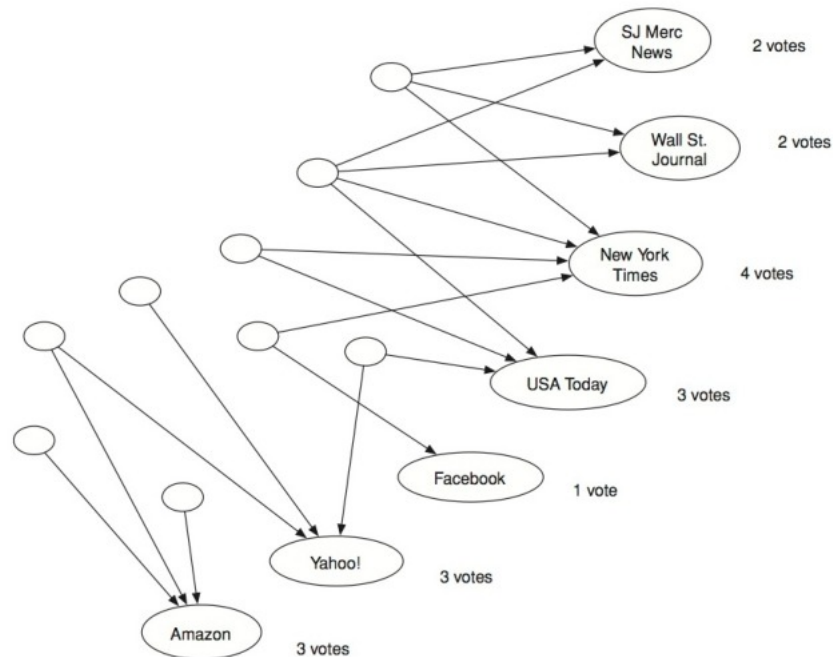 SJ Merc
News
2 votes
Wall St.
Journal
2 votes
New York
Times
4 votes
USA Today
3 votes
Facebook
1 vote
Yahoo!
3 votes
Amazon
3 votes